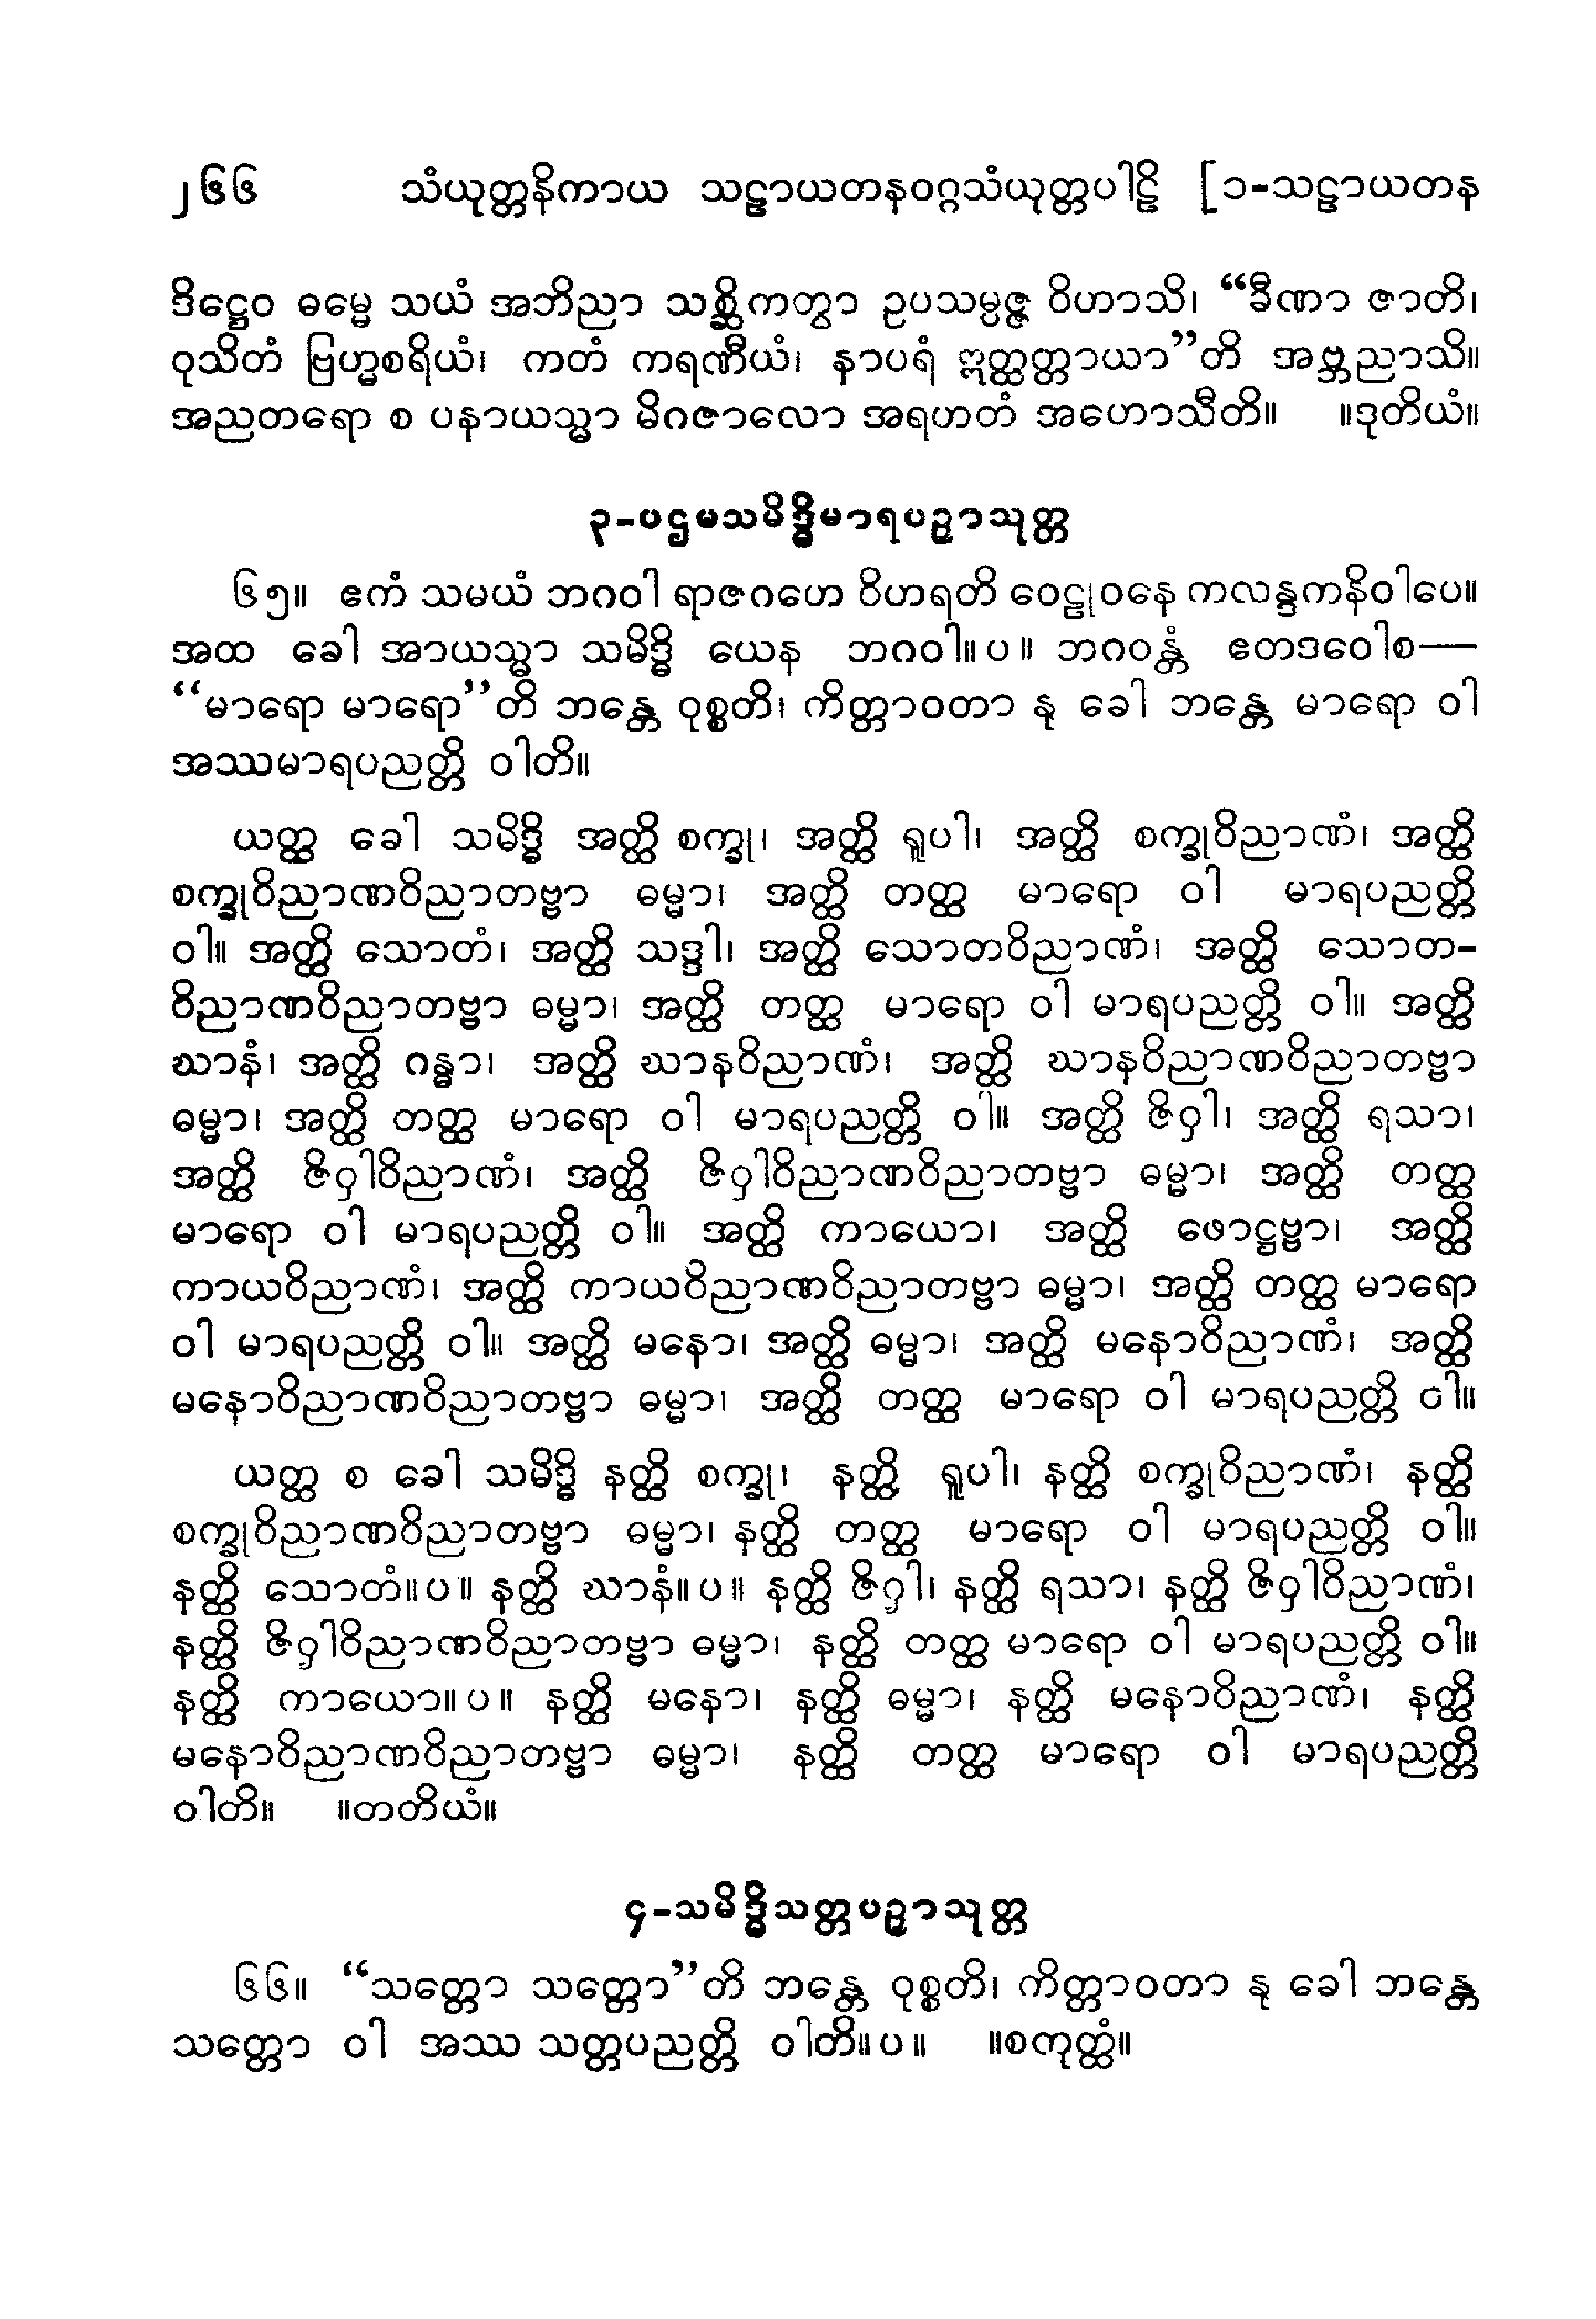 ၂၆၆ သံယုတ္တနိကာယ သဠာယတနဝဂ္ဂသံယုတ္တပါဠိ [၁-သဠာယတန
ဒိဋ္ဌေဝ ဓမ္မေ သယံ အဘိညာ သစ္ဆိကတွာ ဥပသမ္ပဇ္ဇ ဝိဟာသိ၊ “ခီဏာ ဇာတိ၊
ဝုသိတံ ဗြဟ္မစရိယံ၊ ကတံ ကရဏီယံ၊ နာပရံ ဣတ္ထတ္တာယာ”တိ အဗ္ဘညာသိ။
အညတရော စ ပနာယသ္မာ မိဂဇာလော အရဟတံ အဟောသီတိ။ ။ဒုတိယံ။
၃-ပဌမသမိဒ္ဓိမာရပဉှာသုတ္တ
၆၅။ ဧကံ သမယံ ဘဂဝါ ရာဇဂဟေ ဝိဟရတိ ဝေဠုဝနေ ကလန္ဒကနိဝါပေ။
အထ ခေါ အာယသ္မာ သမိဒ္ဓိ ယေန ဘဂဝါ။ပ။ ဘဂဝန္တံ ဧတဒဝေါစ—
“မာရော မာရော”တိ ဘန္တေ ဝုစ္စတိ၊ ကိတ္တာဝတာ နု ခေါ ဘန္တေ မာရော ဝါ
အဿမာရပညတ္တိ ဝါတိ။
ယတ္ထ ခေါ သမိဒ္ဓိ အတ္ထိ စက္ခု၊ အတ္ထိ ရူပါ၊ အတ္ထိ စက္ခုဝိညာဏံ၊ အတ္ထိ
စက္ခုဝိညာဏဝိညာတဗ္ဗာ ဓမ္မာ၊ အတ္ထိ တတ္ထ မာရော ဝါ မာရပညတ္တိ
ဝါ။ အတ္ထိ သောတံ၊ အတ္ထိ သဒ္ဒါ၊ အတ္ထိ သောတဝိညာဏံ၊ အတ္ထိ သောတ-
ဝိညာဏဝိညာတဗ္ဗာ ဓမ္မာ၊ အတ္ထိ တတ္ထ မာရော ဝါ မာရပညတ္တိ ဝါ။ အတ္ထိ
ဃာနံ၊ အတ္ထိ ဂန္ဓာ၊ အတ္ထိ ဃာနဝိညာဏံ၊ အတ္ထိ ဃာနဝိညာဏဝိညာတဗ္ဗာ
ဓမ္မာ၊ အတ္ထိ တတ္ထ မာရော ဝါ မာရပညတ္တိ ဝါ။ အတ္ထိ ဇိဝှါ၊ အတ္ထိ ရသာ၊
အတ္ထိ ဇိဝှါဝိညာဏံ၊ အတ္ထိ ဇိဝှါဝိညာဏဝိညာတဗ္ဗာ ဓမ္မာ၊ အတ္ထိ တတ္ထ
မာရော ဝါ မာရပညတ္တိ ဝါ။ အတ္ထိ ကာယော၊ အတ္ထိ ဖောဋ္ဌဗ္ဗာ၊ အတ္ထိ
ကာယဝိညာဏံ၊ အတ္ထိ ကာယဝိညာဏဝိညာတဗ္ဗာ ဓမ္မာ၊ အတ္ထိ တတ္ထ မာရော
ဝါ မာရပညတ္တိ ဝါ။ အတ္ထိ မနော၊ အတ္ထိ ဓမ္မာ၊ အတ္ထိ မနောဝိညာဏံ၊ အတ္ထိ
မနောဝိညာဏဝိညာတဗ္ဗာ ဓမ္မာ၊ အတ္ထိ တတ္ထ မာရော ဝါ မာရပညတ္တိ ဝါ။
ယတ္ထ စ ခေါ သမိဒ္ဓိ နတ္ထိ စက္ခု၊ နတ္ထိ ရူပါ၊ နတ္ထိ စက္ခုဝိညာဏံ၊ နတ္ထိ
စက္ခုဝိညာဏဝိညာတဗ္ဗာ ဓမ္မာ၊ နတ္ထိ တတ္ထ မာရော ဝါ မာရပညတ္တိ ဝါ။
နတ္ထိ သောတံ။ပ။ နတ္ထိ ဃာနံ။ပ။ နတ္ထိ ဇိဝှါ၊ နတ္ထိ ရသာ၊ နတ္ထိ ဇိဝှါဝိညာဏံ၊
နတ္ထိ ဇိဝှါဝိညာဏဝိညာတဗ္ဗာ ဓမ္မာ၊ နတ္ထိ တတ္ထ မာရော ဝါ မာရပညတ္တိ ဝါ။
နတ္ထိ ကာယော။ပ။ နတ္ထိ မနော၊ နတ္ထိ ဓမ္မာ၊ နတ္ထိ မနောဝိညာဏံ၊ နတ္ထိ
မနောဝိညာဏဝိညာတဗ္ဗာ ဓမ္မာ၊ နတ္ထိ တတ္ထ မာရော ဝါ မာရပညတ္တိ
ဝါတိ။ ။တတိယံ။
၄-သမိဒ္ဓိသတ္တပဉှာသုတ္တ
၆၆။ “သတ္တော သတ္တော”တိ ဘန္တေ ဝုစ္စတိ၊ ကိတ္တာဝတာ နု ခေါ ဘန္တေ
သတ္တော ဝါ အဿ သတ္တပညတ္တိ ဝါတိ။ပ။ ။စတုတ္ထံ။